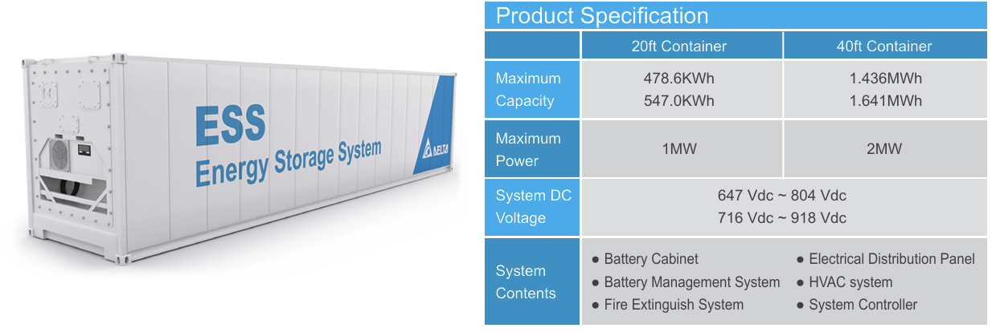 ESS
Energy Storage System
DELTA
Product Specification
20ft Container
40ft Container
Maximum
Capacity
478.6KWh
547.0KWh
1.436MWh
1.641MWh
Maximum
Power
1MW
2MW
System DC
Voltage
647 Vdc ~ 804 Vdc
716 Vdc ~ 918 Vdc
System
Contents
● Battery Cabinet
● Battery Management System
● Fire Extinguish System
● Electrical Distribution Panel
● HVAC system
● System Controller